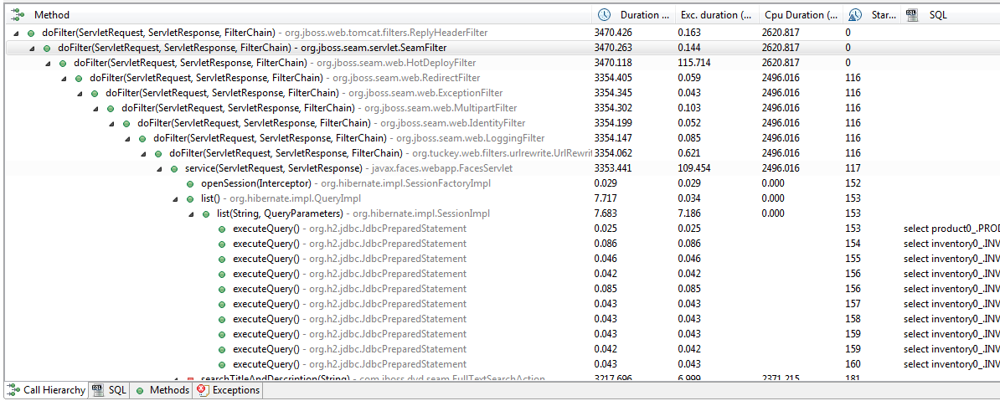 Method Duration ... Exc. duration (... Cpu Duration (... Star... SQL
doFilter(ServletRequest, ServletResponse, FilterChain) - org.jboss.web.tomcat.filters.ReplyHeaderFilter 3470.426 0.163 2620.817 0
doFilter(ServletRequest, ServletResponse, FilterChain) - org.jboss.seam.servlet.SeamFilter 3470.263 0.144 2620.817 0
doFilter(ServletRequest, ServletResponse, FilterChain) - org.jboss.seam.web.HotDeployFilter 3470.118 115.714 2620.817 0
doFilter(ServletRequest, ServletResponse, FilterChain) - org.jboss.seam.web.RedirectFilter 3354.405 0.059 2496.016 116
doFilter(ServletRequest, ServletResponse, FilterChain) - org.jboss.seam.web.ExceptionFilter 3354.345 0.043 2496.016 116
doFilter(ServletRequest, ServletResponse, FilterChain) - org.jboss.seam.web.MultipartFilter 3354.302 0.103 2496.016 116
doFilter(ServletRequest, ServletResponse, FilterChain) - org.jboss.seam.web.IdentityFilter 3354.199 0.052 2496.016 116
doFilter(ServletRequest, ServletResponse, FilterChain) - org.jboss.seam.web.LoggingFilter 3354.147 0.085 2496.016 116
doFilter(ServletRequest, ServletResponse, FilterChain) - org.tuckey.web.filters.urlrewrite.UrlRewrit 3354.062 0.621 2496.016 116
service(ServletRequest, ServletResponse) - javax.faces.webapp.FacesServlet 3353.441 109.454 2496.016 117
openSession(Interceptor) - org.hibernate.impl.SessionFactoryImpl 0.029 0.029 0.000 152
list() - org.hibernate.impl.QueryImpl 7.717 0.034 0.000 153
list(String, QueryParameters) - org.hibernate.impl.SessionImpl 7.683 7.186 0.000 153
executeQuery() - org.h2.jdbc.JdbcPreparedStatement 0.025 0.025 153 select product0_.PROD
executeQuery() - org.h2.jdbc.JdbcPreparedStatement 0.086 0.086 154 select inventory0_.INV
executeQuery() - org.h2.jdbc.JdbcPreparedStatement 0.046 0.046 155 select inventory0_.INV
executeQuery() - org.h2.jdbc.JdbcPreparedStatement 0.042 0.042 156 select inventory0_.INV
executeQuery() - org.h2.jdbc.JdbcPreparedStatement 0.085 0.085 156 select inventory0_.INV
executeQuery() - org.h2.jdbc.JdbcPreparedStatement 0.043 0.043 157 select inventory0_.INV
executeQuery() - org.h2.jdbc.JdbcPreparedStatement 0.043 0.043 158 select inventory0_.INV
executeQuery() - org.h2.jdbc.JdbcPreparedStatement 0.043 0.043 159 select inventory0_.INV
executeQuery() - org.h2.jdbc.JdbcPreparedStatement 0.042 0.042 159 select inventory0_.INV
executeQuery() - org.h2.jdbc.JdbcPreparedStatement 0.043 0.043 160 select inventory0_.INV
searchTitleAndDescription(String) - com.jboss.dvd.seam.FullTextSearchAction 3217.696 6.999 2371.215 181
Call Hierarchy SQL Methods Exceptions